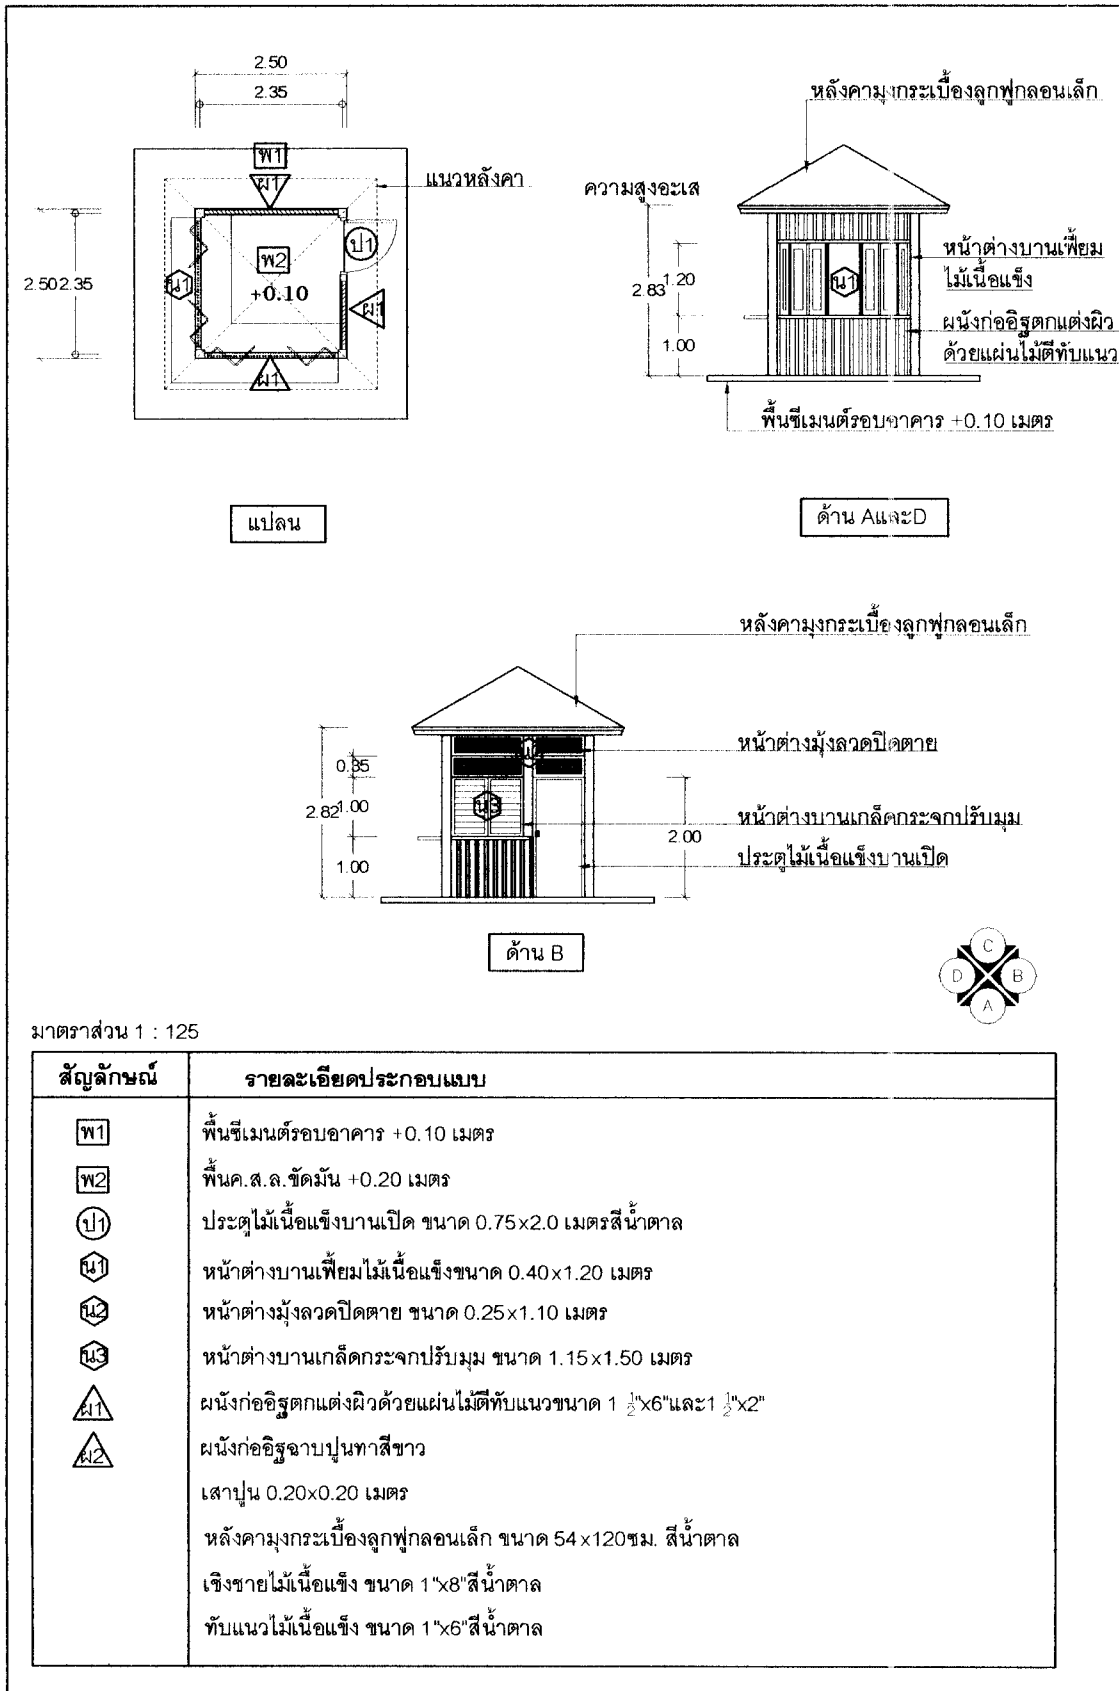 2.50
2.35
พ1
ผ1
แนวหลังคา
ป1
พ2
+0.10
น1
2.50 2.35
ผ1
ผ1
แปลน
หลังคามุงกระเบื้องลูกฟูกลอนเล็ก
ความสูงอะเส
หน้าต่างบานเฟี้ยม
ไม้เนื้อแข็ง
น1
2.83
1.20
ผนังก่ออิฐตกแต่งผิว
ด้วยแผ่นไม้ตีทับแนว
1.00
พื้นซีเมนต์รอบอาคาร +0.10 เมตร
ด้าน AและD
หลังคามุงกระเบื้องลูกฟูกลอนเล็ก
หน้าต่างมุ้งลวดปิดตาย
0.35
2.82
1.00
น3
หน้าต่างบานเกล็ดกระจกปรับมุม
2.00
ประตูไม้เนื้อแข็งบานเปิด
1.00
ด้าน B
C
D
B
A
มาตราส่วน 1 : 125
สัญลักษณ์ รายละเอียดประกอบแบบ
พ1 พื้นซีเมนต์รอบอาคาร +0.10 เมตร
พ2 พื้นค.ส.ล.ขัดมัน +0.20 เมตร
ป1 ประตูไม้เนื้อแข็งบานเปิด ขนาด 0.75x2.0 เมตรสีน้ำตาล
น1 หน้าต่างบานเฟี้ยมไม้เนื้อแข็งขนาด 0.40x1.20 เมตร
น2 หน้าต่างมุ้งลวดปิดตาย ขนาด 0.25x1.10 เมตร
น3 หน้าต่างบานเกล็ดกระจกปรับมุม ขนาด 1.15x1.50 เมตร
ผ1 ผนังก่ออิฐตกแต่งผิวด้วยแผ่นไม้ตีทับแนวขนาด 1 ½"x6"และ1 ½"x2"
ผ2 ผนังก่ออิฐฉาบปูนทาสีขาว
เสาปูน 0.20x0.20 เมตร
หลังคามุงกระเบื้องลูกฟูกลอนเล็ก ขนาด 54x120ซม. สีน้ำตาล
เชิงชายไม้เนื้อแข็ง ขนาด 1"x8"สีน้ำตาล
ทับแนวไม้เนื้อแข็ง ขนาด 1"x6"สีน้ำตาล